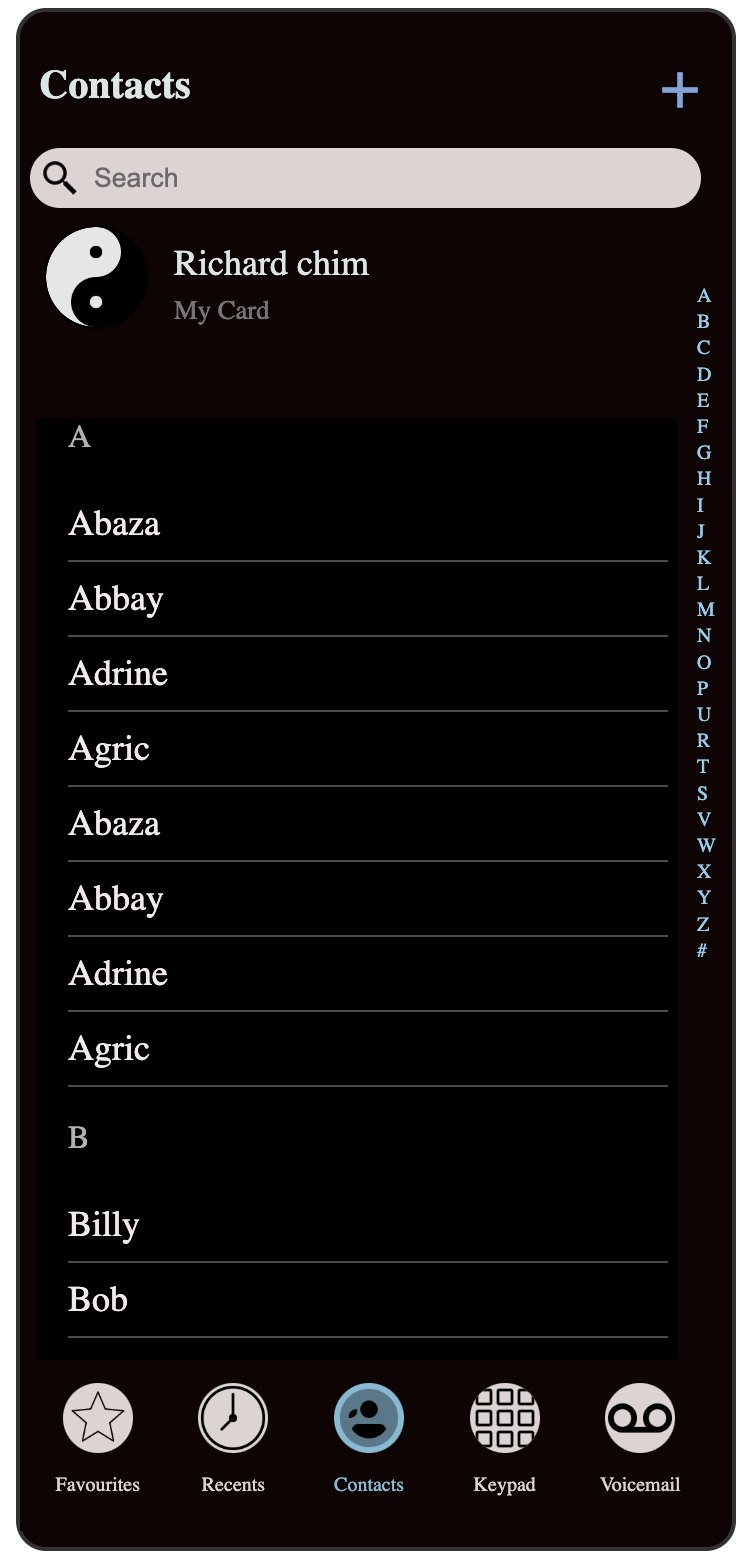 Contacts
+
Search
Richard chim
My Card
A
B
C
D
E
F
G
H
I
J
K
L
M
N
O
P
U
R
T
S
V
W
X
Y
Z
#
A
Abaza
Abbay
Adrine
Agric
Abaza
Abbay
Adrine
Agric
B
Billy
Bob
Favourites
Recents
Contacts
Keypad
Voicemail